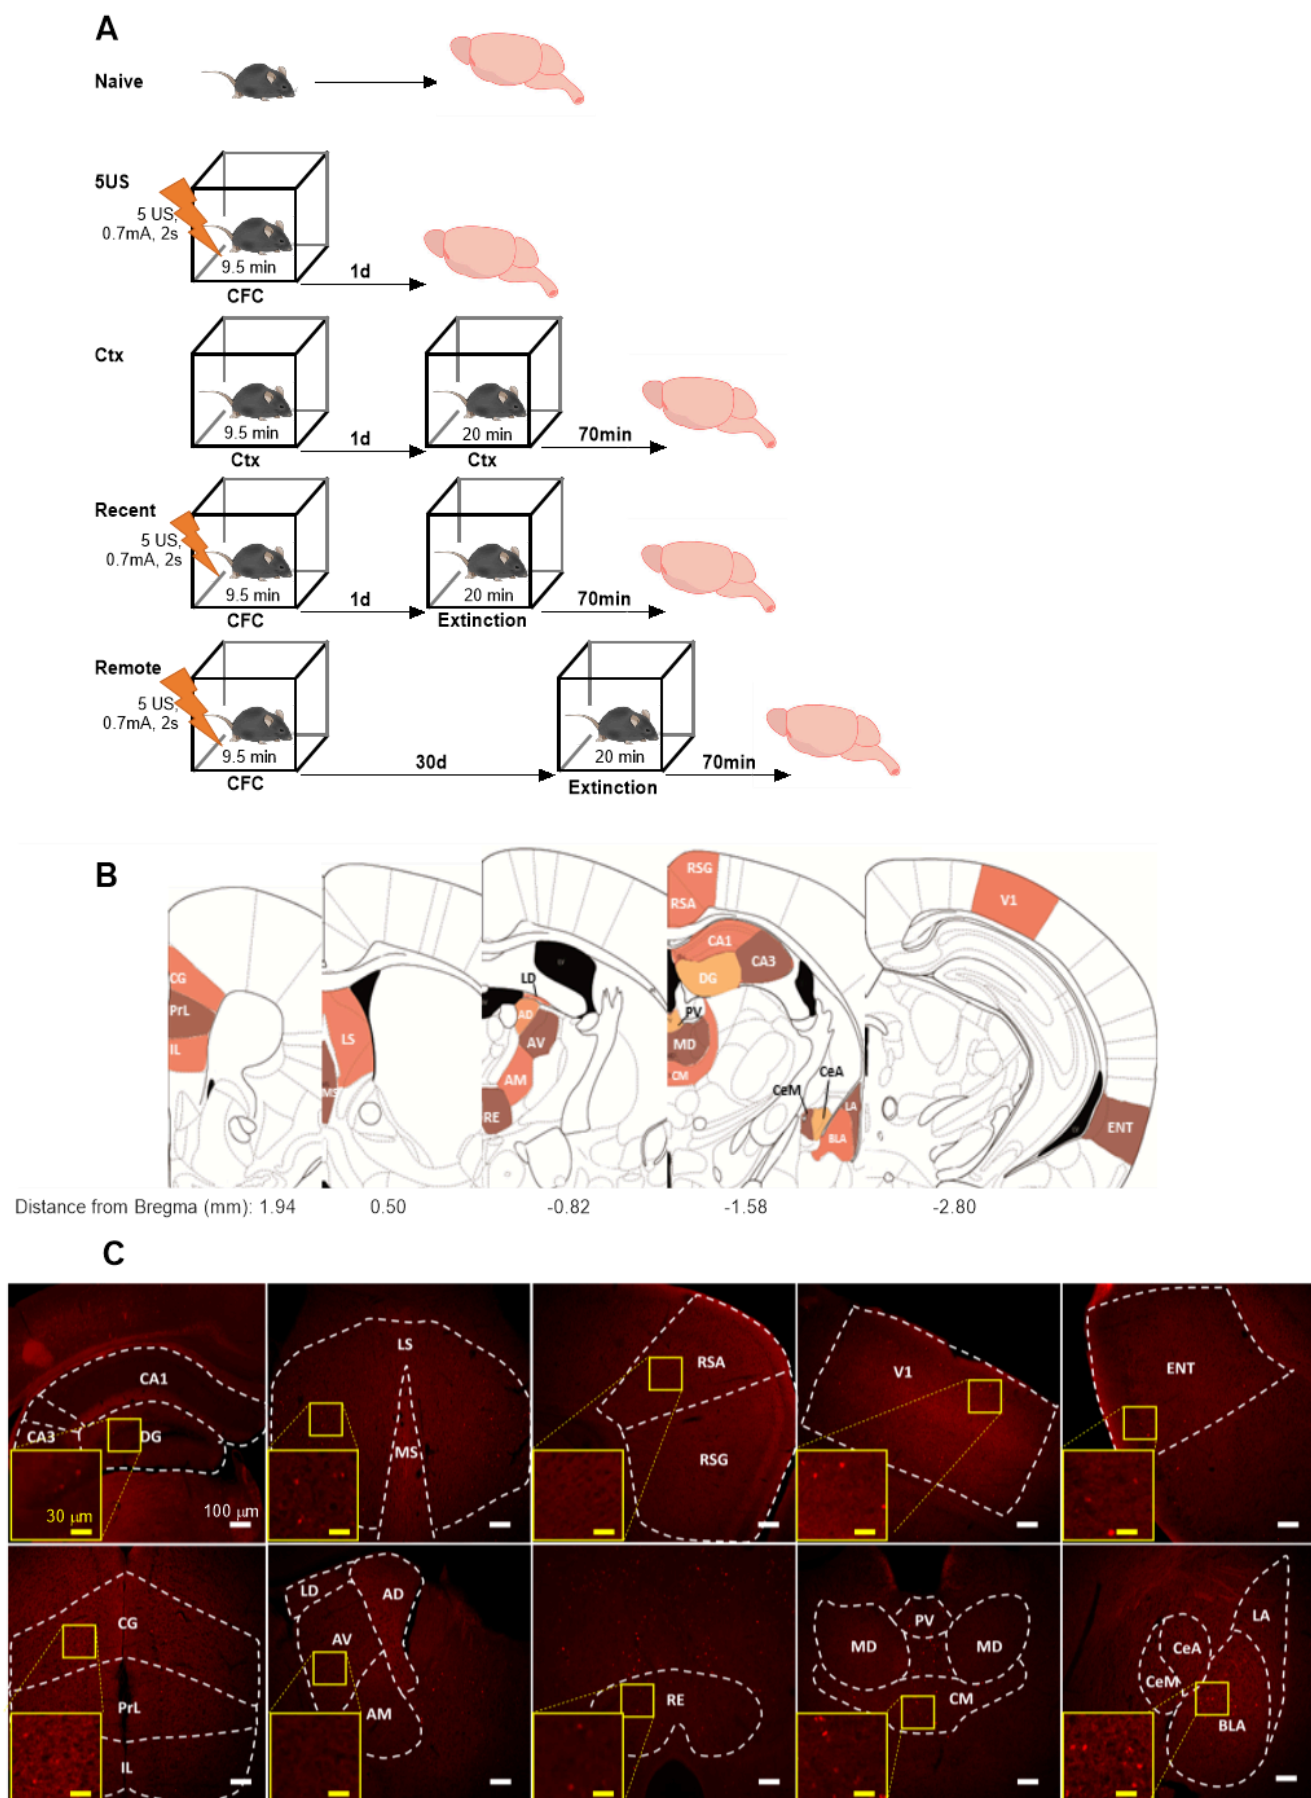 A
Naive
5US
5 US,
0.7mA, 2s
9.5 min
1d
CFC
Ctx
9.5 min
1d
20 min
70min
Ctx
Ctx
Recent
5 US,
0.7mA, 2s
9.5 min
1d
20 min
70min
CFC
Extinction
Remote
5 US,
0.7mA, 2s
9.5 min
30d
20 min
70min
CFC
Extinction
B
CG
PrL
IL
LS
MS
LD
AD
AV
AM
RE
RSG
RSA
CA1
CA3
DG
PV
MD
CM
CeM
CeA
LA
BLA
V1
ENT
Distance from Bregma (mm): 1.94 0.50 -0.82 -1.58 -2.80
C
CA1
CA3
DG
30 µm
100 µm
LS
MS
RSA
RSG
V1
ENT
CG
PrL
IL
LD
AD
AV
AM
RE
PV
MD
MD
CM
LA
CeA
CeM
BLA